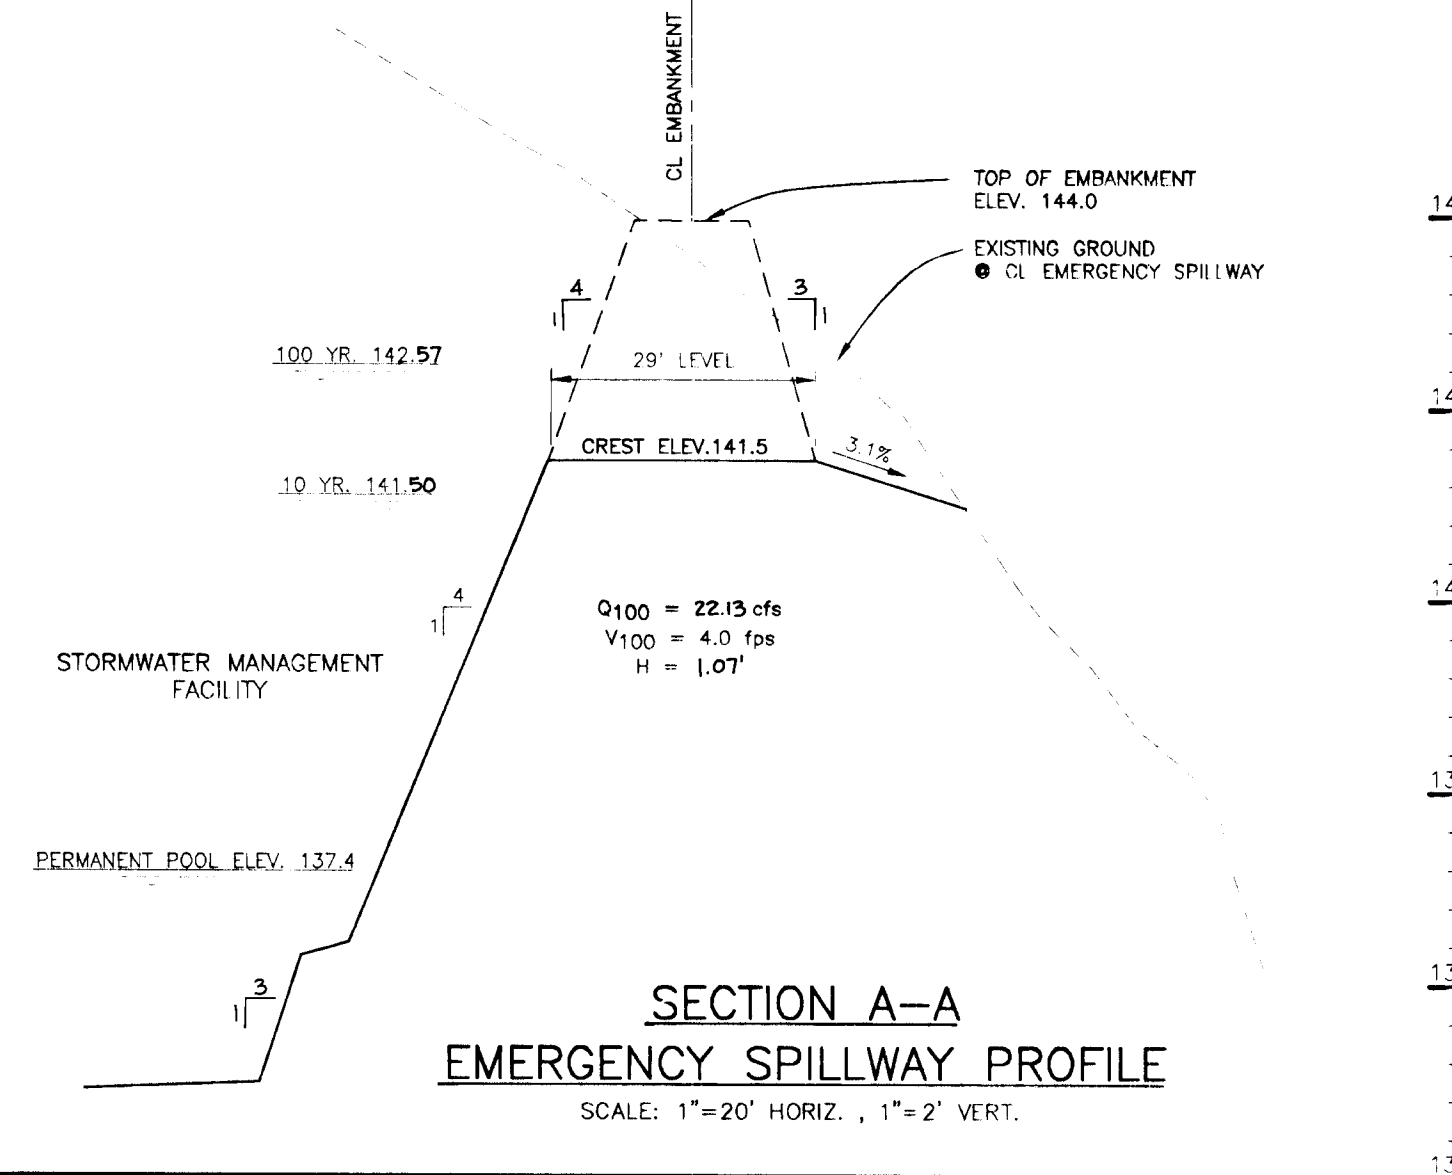 CL EMBANKMENT
TOP OF EMBANKMENT
ELEV. 144.0
EXISTING GROUND
@ CL EMERGENCY SPILLWAY
4
1
3
1
100 YR. 142.57
29' LEVEL
CREST ELEV.141.5
3.1%
10 YR. 141.50
4
1
Q100 = 22.13 cfs
V100 = 4.0 fps
H = 1.07'
STORMWATER MANAGEMENT
FACILITY
PERMANENT POOL ELEV. 137.4
3
1
SECTION A-A
EMERGENCY SPILLWAY PROFILE
SCALE: 1"=20' HORIZ. , 1"=2' VERT.